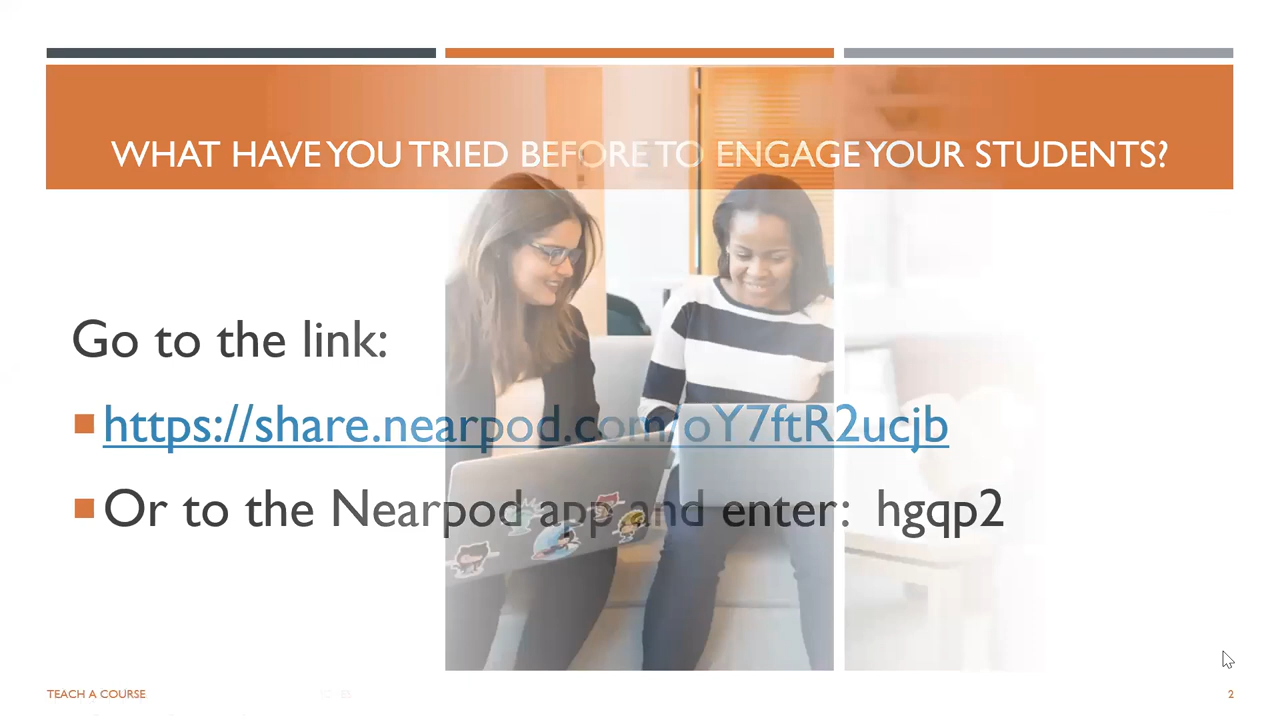 WHAT HAVE YOU TRIED BEFORE TO ENGAGE YOUR STUDENTS?
Go to the link:
https://share.nearpod.com/oY7ftR2ucjb
Or to the Nearpod app and enter: hgqp2
TEACH A COURSE
2